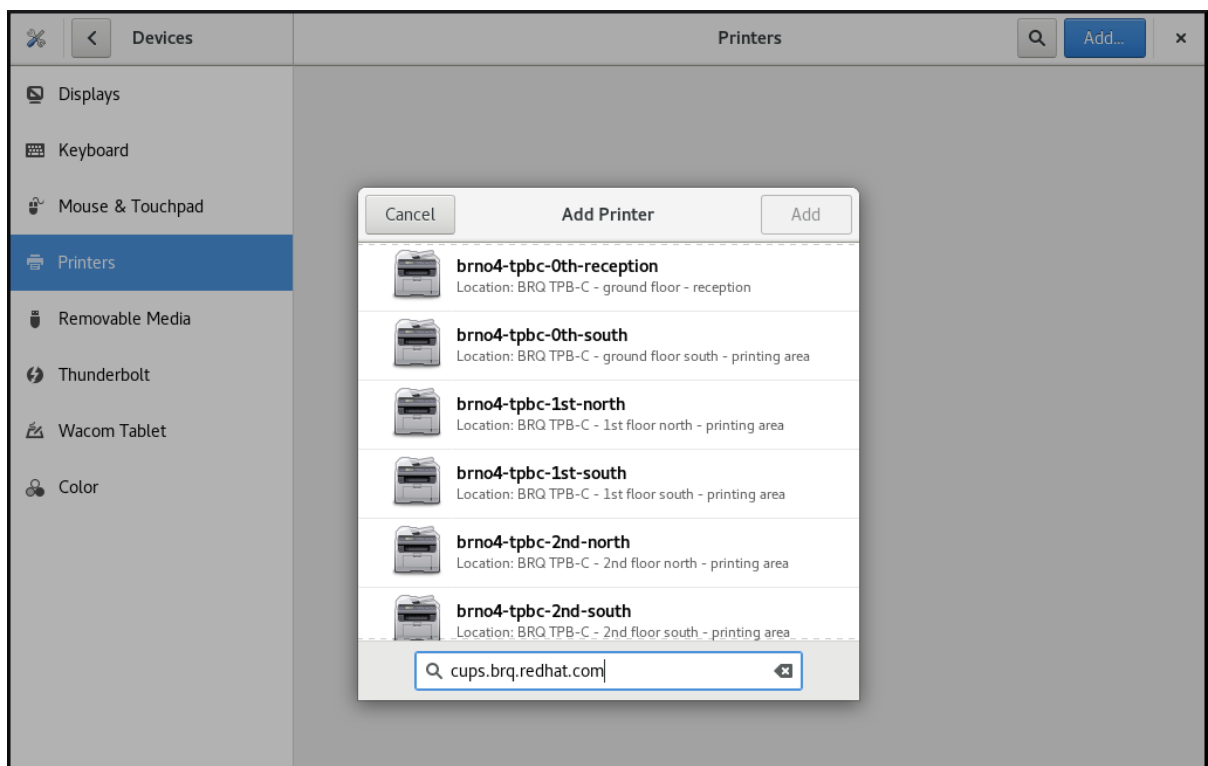 Devices
Printers
Add...
Displays
Keyboard
Mouse & Touchpad
Printers
Removable Media
Thunderbolt
Wacom Tablet
Color
Cancel
Add Printer
Add
brno4-tpbc-0th-reception
Location: BRQ TPB-C - ground floor - reception
brno4-tpbc-0th-south
Location: BRQ TPB-C - ground floor south - printing area
brno4-tpbc-1st-north
Location: BRQ TPB-C - 1st floor north - printing area
brno4-tpbc-1st-south
Location: BRQ TPB-C - 1st floor south - printing area
brno4-tpbc-2nd-north
Location: BRQ TPB-C - 2nd floor north - printing area
brno4-tpbc-2nd-south
Location: BRQ TPB-C - 2nd floor south - printing area
cups.brq.redhat.com